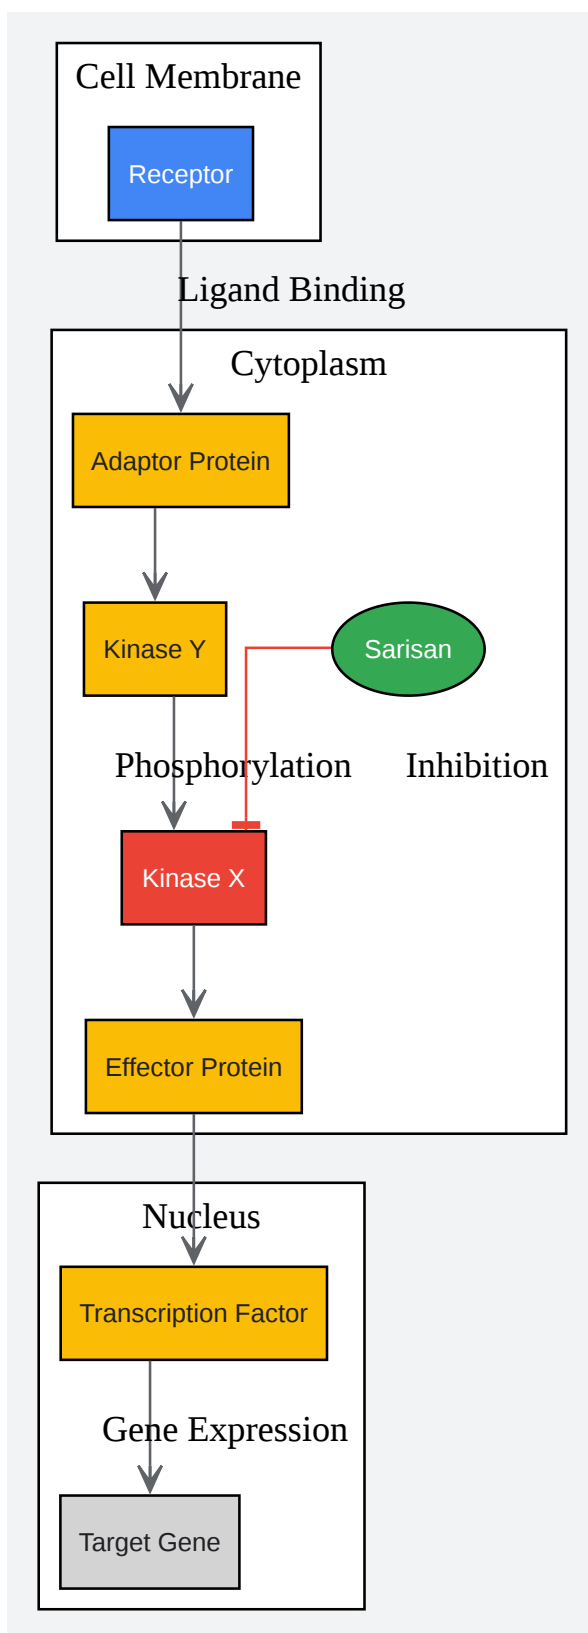 Cell Membrane
Receptor
Ligand Binding
Cytoplasm
Adaptor Protein
Kinase Y
Sarisan
Phosphorylation
Inhibition
Kinase X
Effector Protein
Nucleus
Transcription Factor
Gene Expression
Target Gene